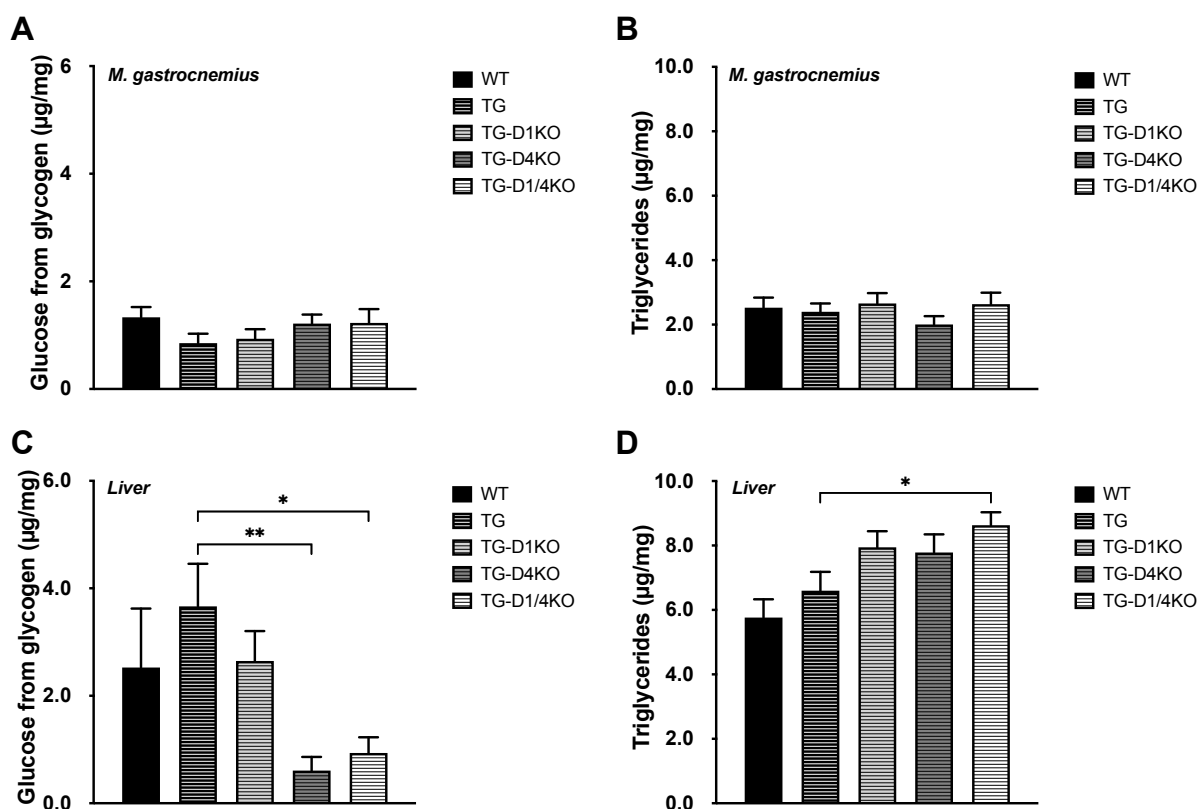 A
Glucose from glycogen (µg/mg)
6
4
2
0
M. gastrocnemius
WT
TG
TG-D1KO
TG-D4KO
TG-D1/4KO
B
Triglycerides (µg/mg)
10.0
8.0
6.0
4.0
2.0
0.0
M. gastrocnemius
WT
TG
TG-D1KO
TG-D4KO
TG-D1/4KO
C
Glucose from glycogen (µg/mg)
6.0
4.0
2.0
0.0
Liver
*
**
WT
TG
TG-D1KO
TG-D4KO
TG-D1/4KO
D
Triglycerides (µg/mg)
10.0
8.0
6.0
4.0
2.0
0.0
Liver
*
WT
TG
TG-D1KO
TG-D4KO
TG-D1/4KO